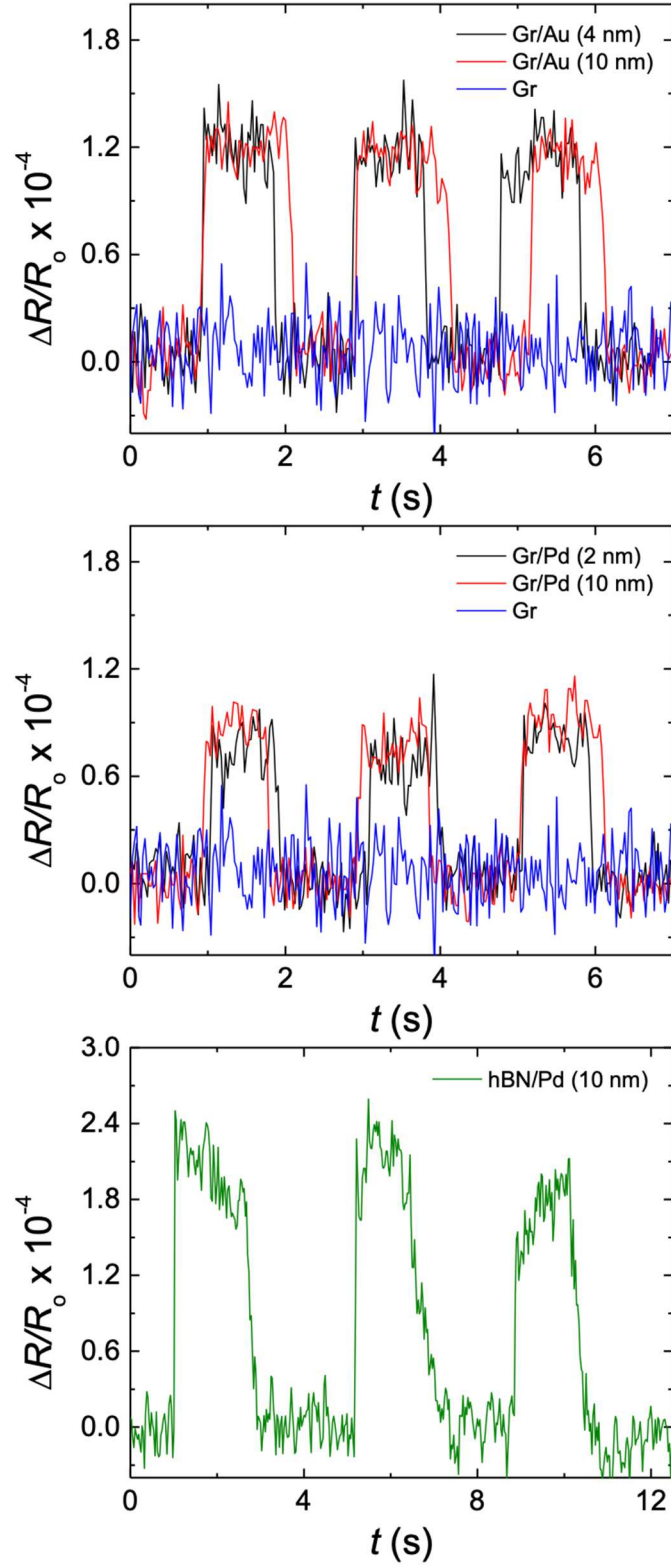 1.8
1.2
0.6
0.0
ΔR/Rₒ x 10⁻⁴
Gr/Au (4 nm)
Gr/Au (10 nm)
Gr
0 2 4 6
t (s)
1.8
1.2
0.6
0.0
ΔR/Rₒ x 10⁻⁴
Gr/Pd (2 nm)
Gr/Pd (10 nm)
Gr
0 2 4 6
t (s)
3.0
2.4
1.8
1.2
0.6
0.0
ΔR/Rₒ x 10⁻⁴
hBN/Pd (10 nm)
0 4 8 12
t (s)